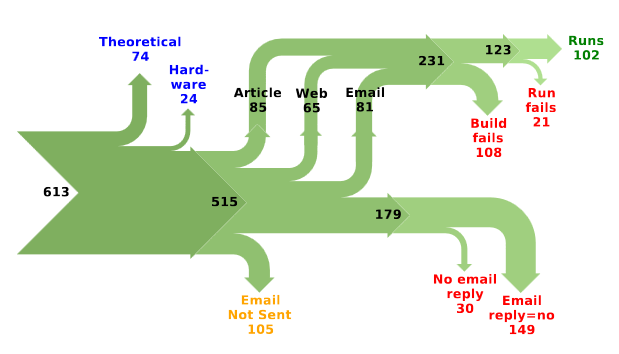 Theoretical
74
Hard-
ware
24
Article
85
Web
65
Email
81
231
123
Runs
102
Run
fails
21
Build
fails
108
613
515
179
Email
Not Sent
105
No email
reply
30
Email
reply=no
149